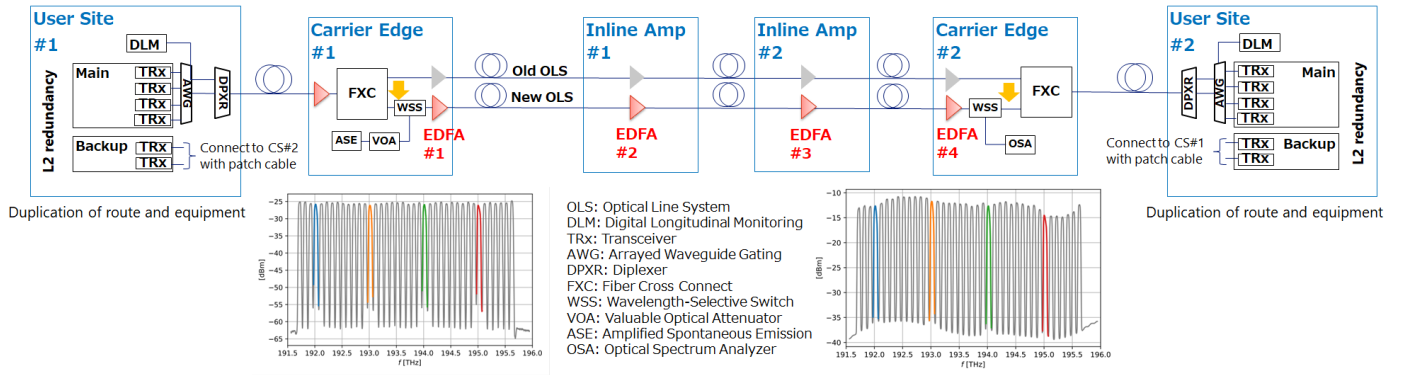 User Site
#1
DLM
Main
TRx
TRx
TRx
TRx
AWG
DPXR
L2 redundancy
Backup
TRx
TRx
Connect to CS#2
with patch cable
Duplication of route and equipment
Carrier Edge
#1
FXC
WSS
ASE
VOA
EDFA
#1
Old OLS
New OLS
Inline Amp
#1
EDFA
#2
Inline Amp
#2
EDFA
#3
Carrier Edge
#2
FXC
WSS
OSA
EDFA
#4
User Site
#2
DLM
Main
TRx
TRx
TRx
TRx
AWG
DPXR
L2 redundancy
Backup
TRx
TRx
Connect to CS#1
with patch cable
Duplication of route and equipment
−25
−30
−35
−40
−45
−50
−55
−60
−65
[dBm]
191.5 192.0 192.5 193.0 193.5 194.0 194.5 195.0 195.5 196.0
f [THz]
OLS: Optical Line System
DLM: Digital Longitudinal Monitoring
TRx: Transceiver
AWG: Arrayed Waveguide Gating
DPXR: Diplexer
FXC: Fiber Cross Connect
WSS: Wavelength-Selective Switch
VOA: Valuable Optical Attenuator
ASE: Amplified Spontaneous Emission
OSA: Optical Spectrum Analyzer
−10
−15
−20
−25
−30
−35
−40
[dBm]
191.5 192.0 192.5 193.0 193.5 194.0 194.5 195.0 195.5 196.0
f [THz]